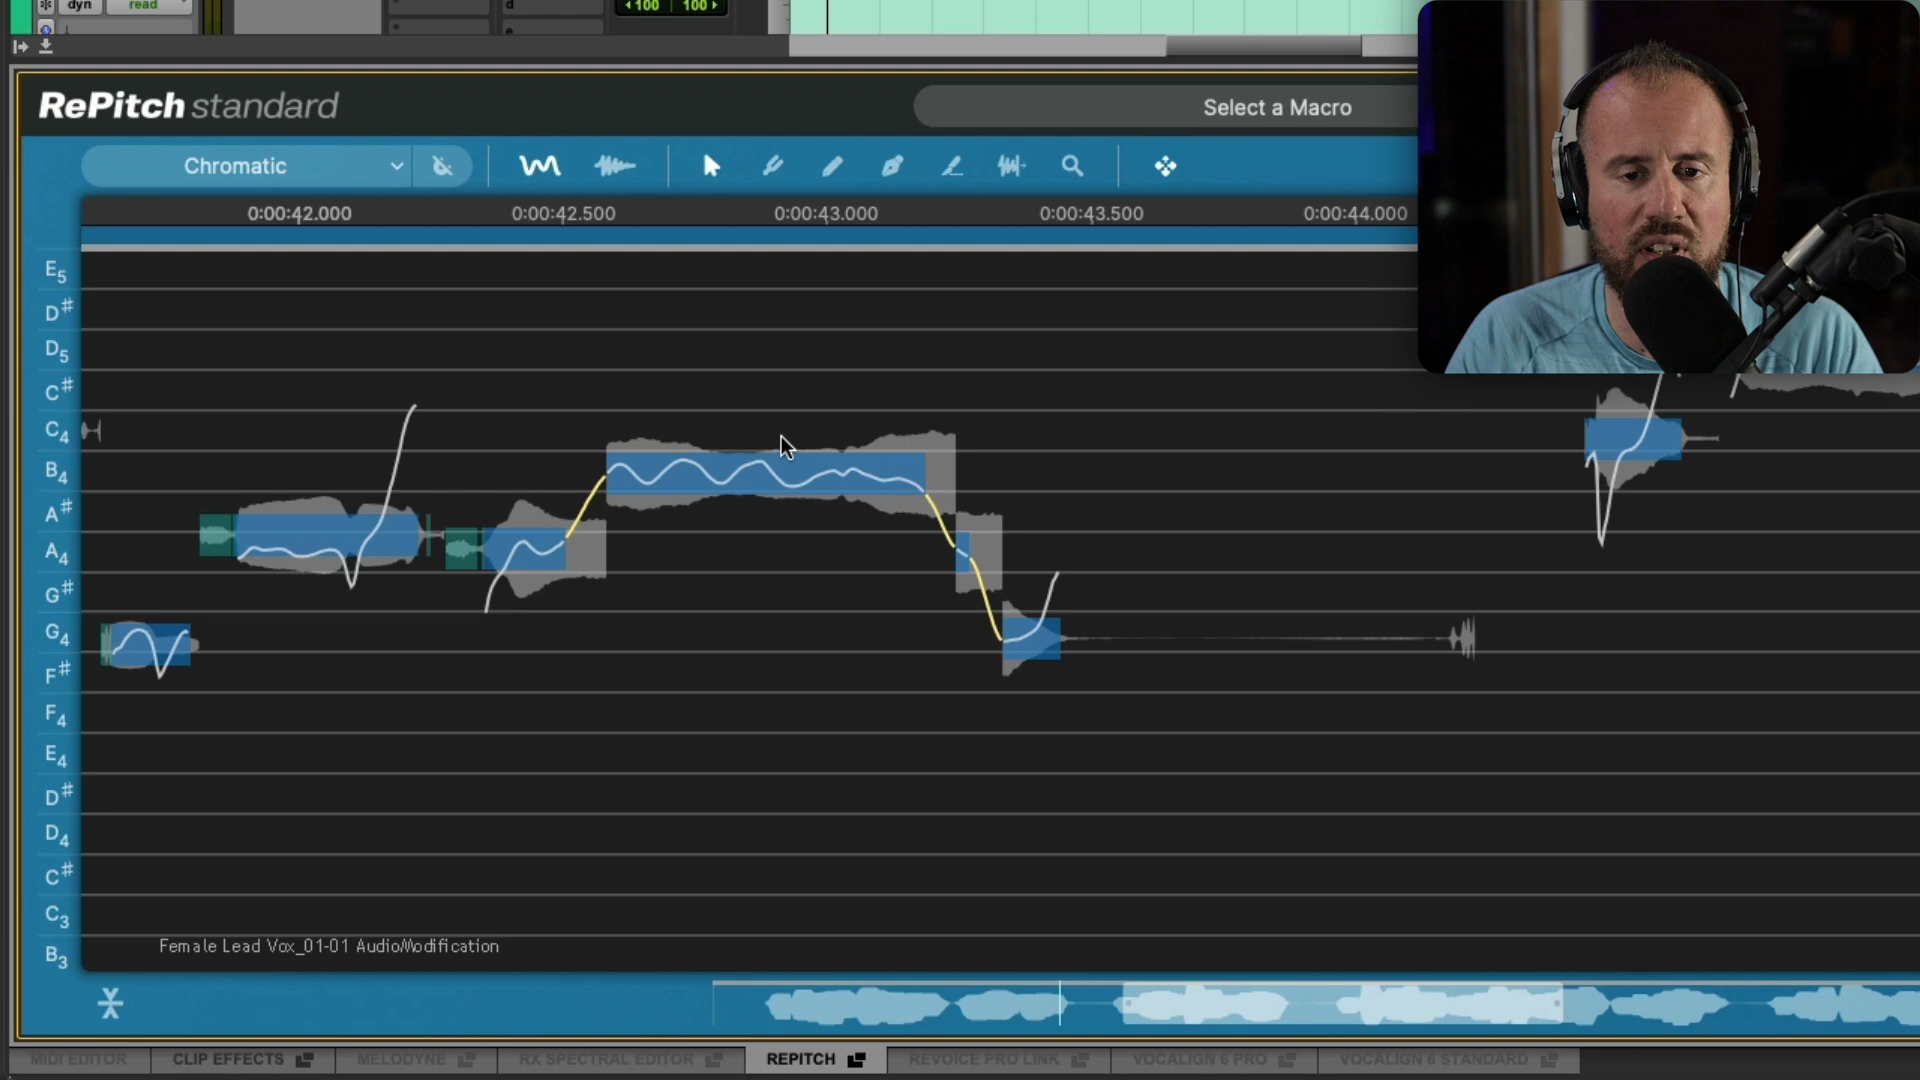 dyn read
d
100 100
RePitch standard
Select a Macro
Chromatic
0:00:42.000 0:00:42.500 0:00:43.000 0:00:43.500 0:00:44.000
E5
D#
D5
C#
C4
B4
A#
A4
G#
G4
F#
F4
E4
D#
D4
C#
C3
B3
Female Lead Vox_01-01 AudioModification
MIDI EDITOR CLIP EFFECTS MELODYNE RX SPECTRAL EDITOR REPITCH REVOICE PRO LINK VOCALIGN 6 PRO VOCALIGN 6 STANDARD